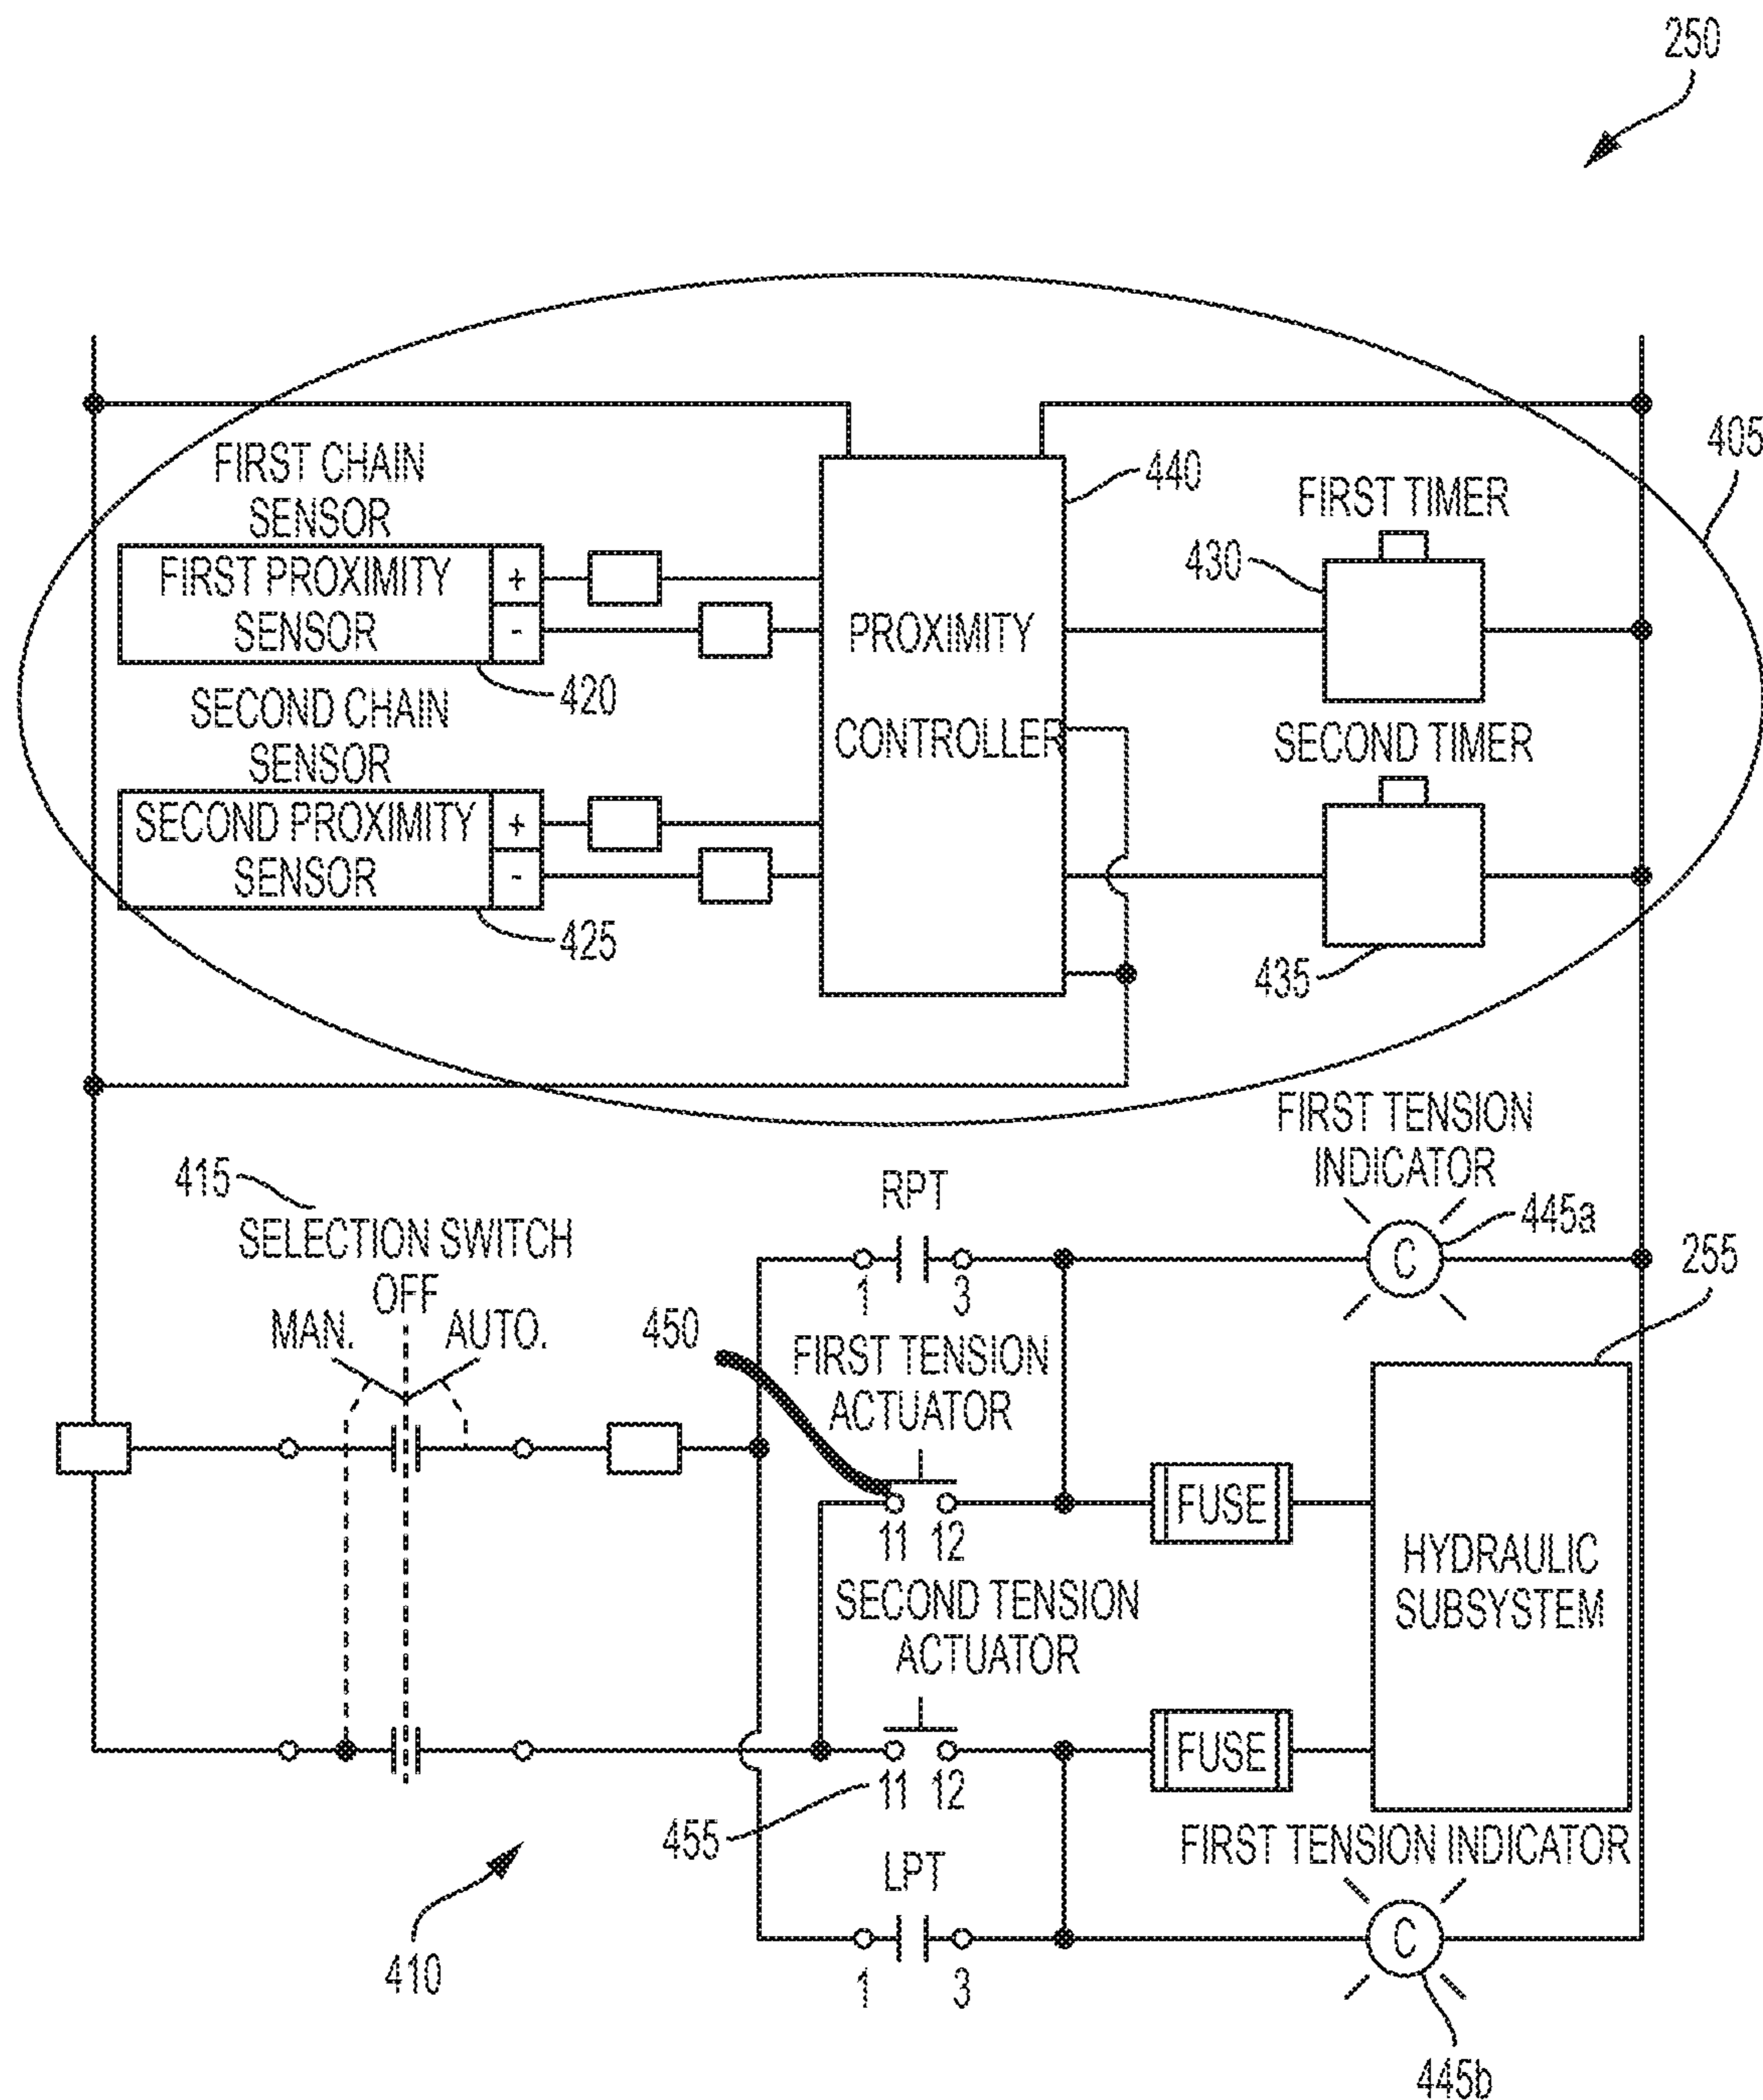 250
405
FIRST CHAIN
SENSOR
FIRST PROXIMITY
SENSOR
+
-
420
440
PROXIMITY
CONTROLLER
FIRST TIMER
430
SECOND CHAIN
SENSOR
SECOND PROXIMITY
SENSOR
+
-
425
SECOND TIMER
435
415
SELECTION SWITCH
OFF
MAN.
AUTO.
RPT
1
3
FIRST TENSION
INDICATOR
445a
C
255
450
FIRST TENSION
ACTUATOR
11
12
FUSE
HYDRAULIC
SUBSYSTEM
SECOND TENSION
ACTUATOR
11
12
FUSE
455
410
LPT
1
3
FIRST TENSION INDICATOR
C
445b